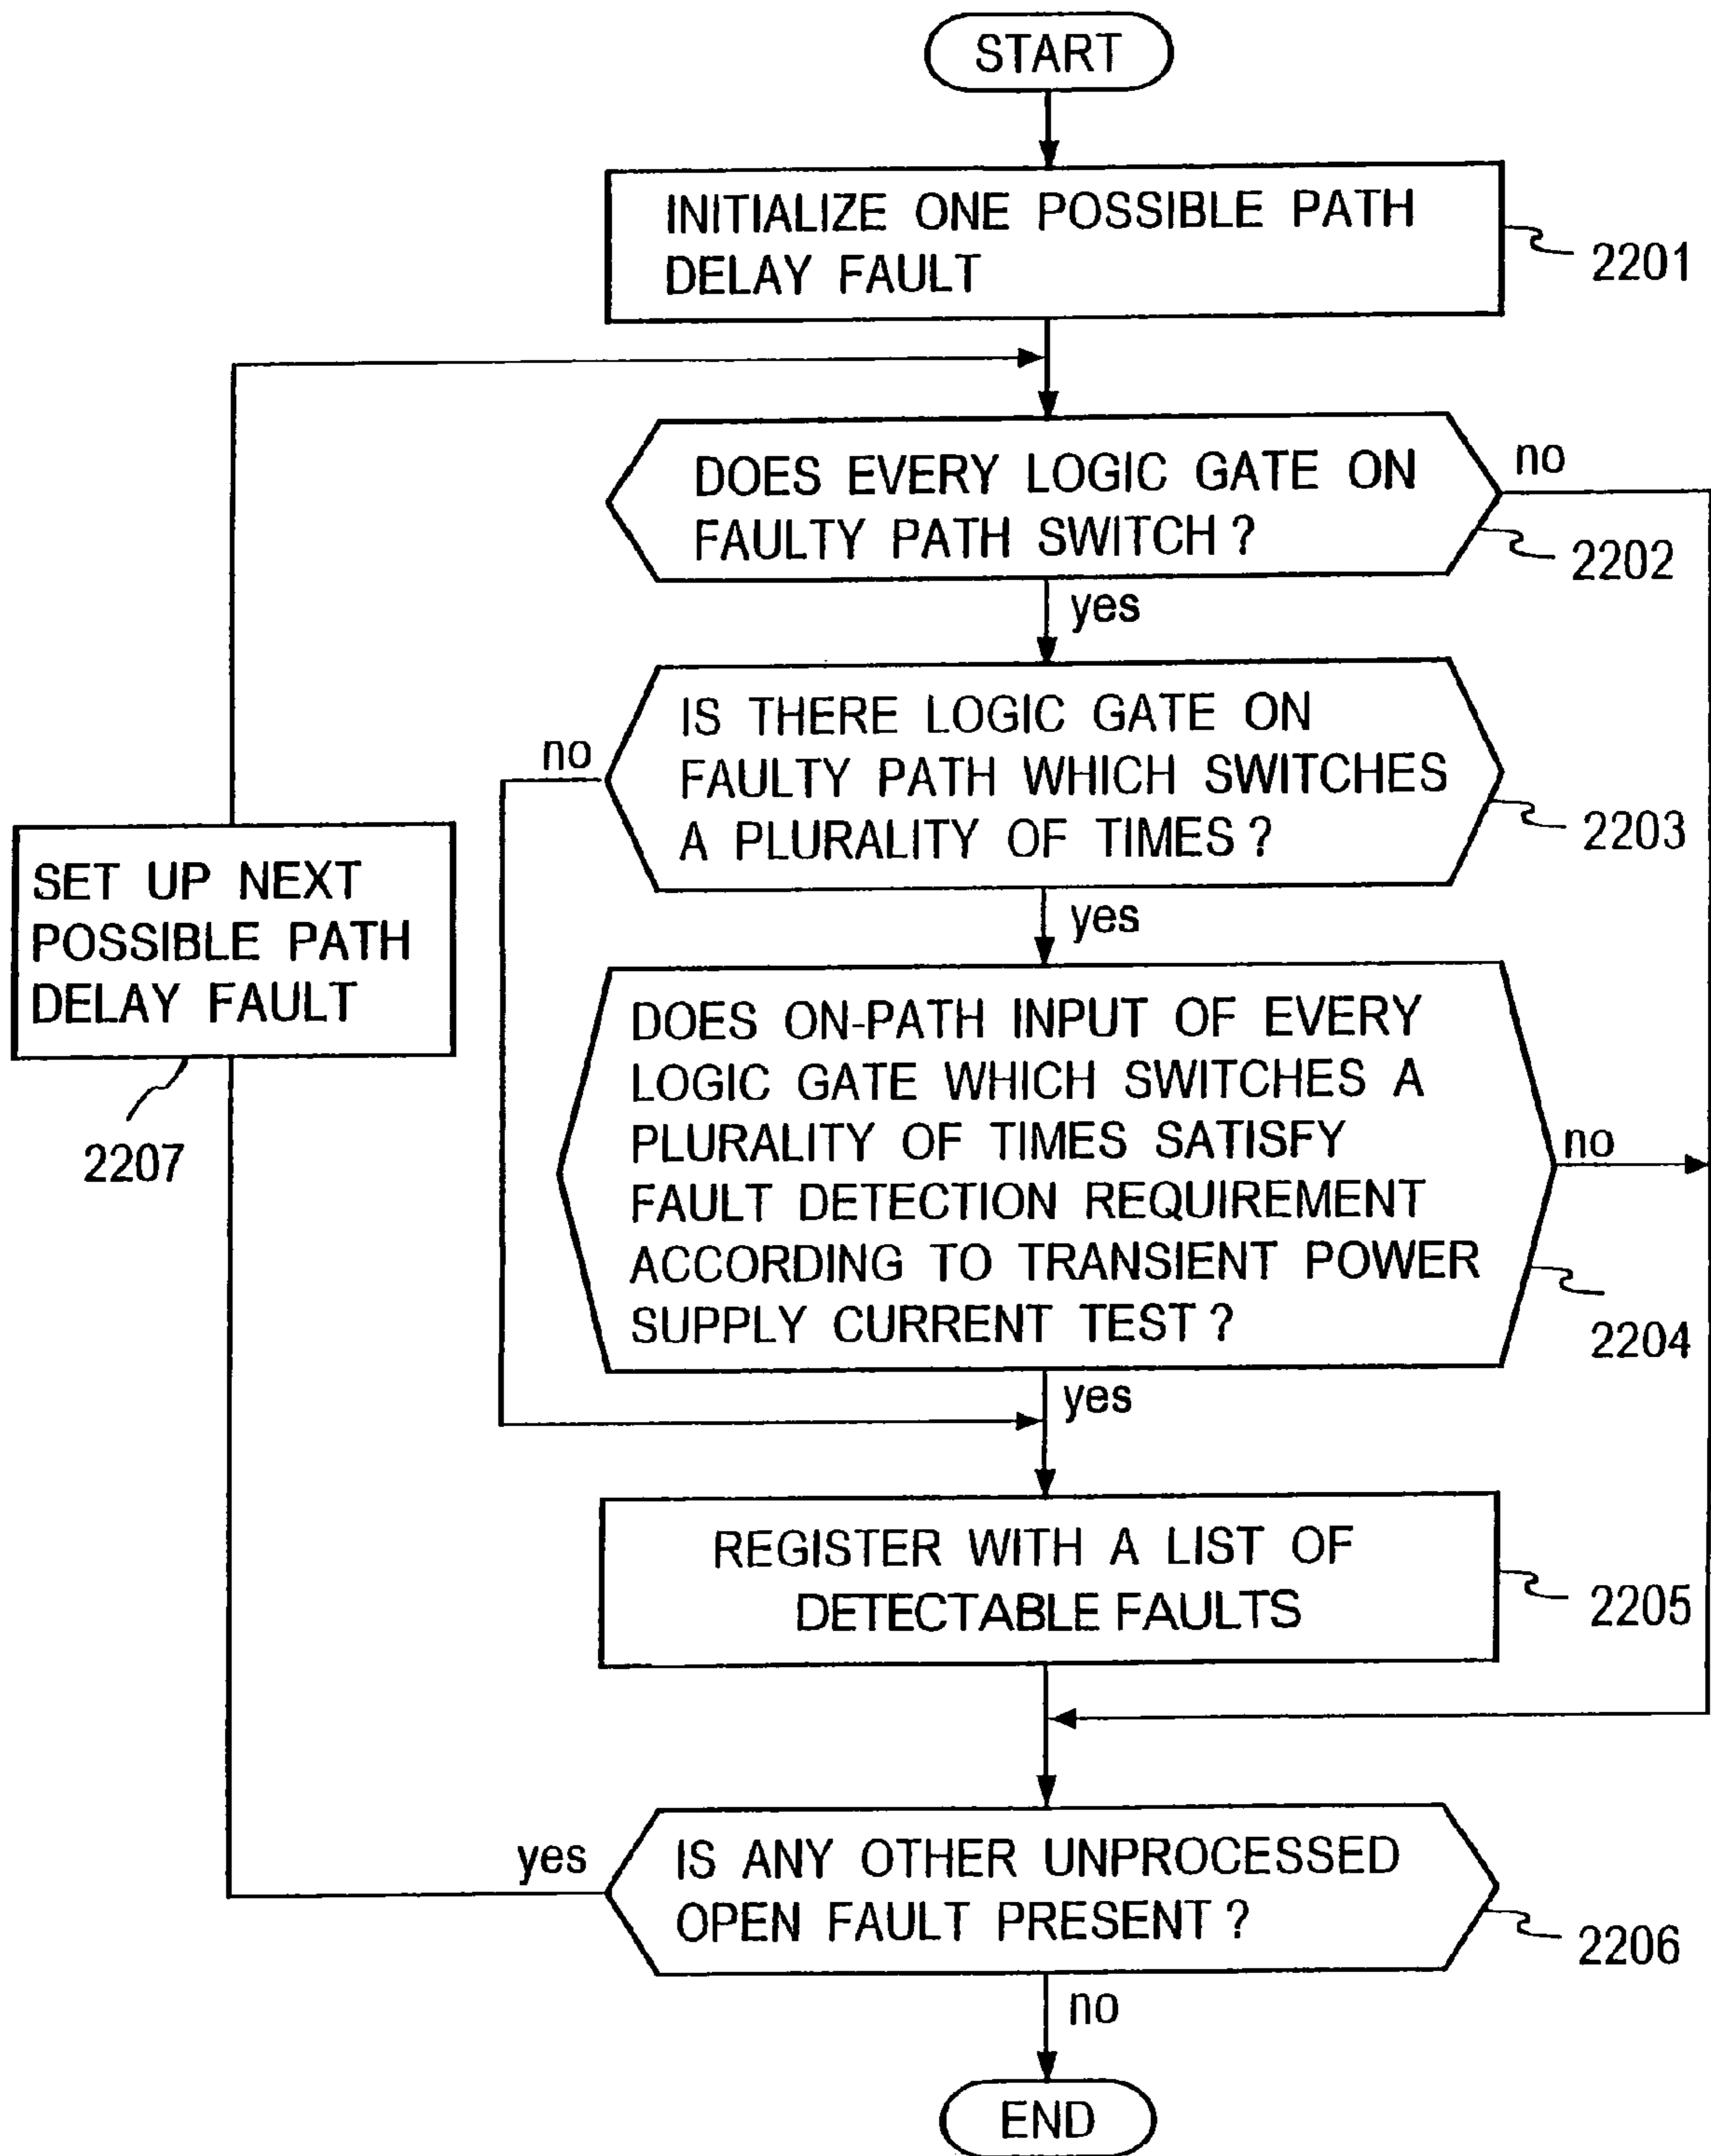 START
INITIALIZE ONE POSSIBLE PATH
DELAY FAULT
2201
DOES EVERY LOGIC GATE ON
FAULTY PATH SWITCH?
no
2202
yes
IS THERE LOGIC GATE ON
FAULTY PATH WHICH SWITCHES
A PLURALITY OF TIMES?
no
2203
yes
SET UP NEXT
POSSIBLE PATH
DELAY FAULT
2207
DOES ON-PATH INPUT OF EVERY
LOGIC GATE WHICH SWITCHES A
PLURALITY OF TIMES SATISFY
FAULT DETECTION REQUIREMENT
ACCORDING TO TRANSIENT POWER
SUPPLY CURRENT TEST?
no
2204
yes
REGISTER WITH A LIST OF
DETECTABLE FAULTS
2205
yes
IS ANY OTHER UNPROCESSED
OPEN FAULT PRESENT?
2206
no
END